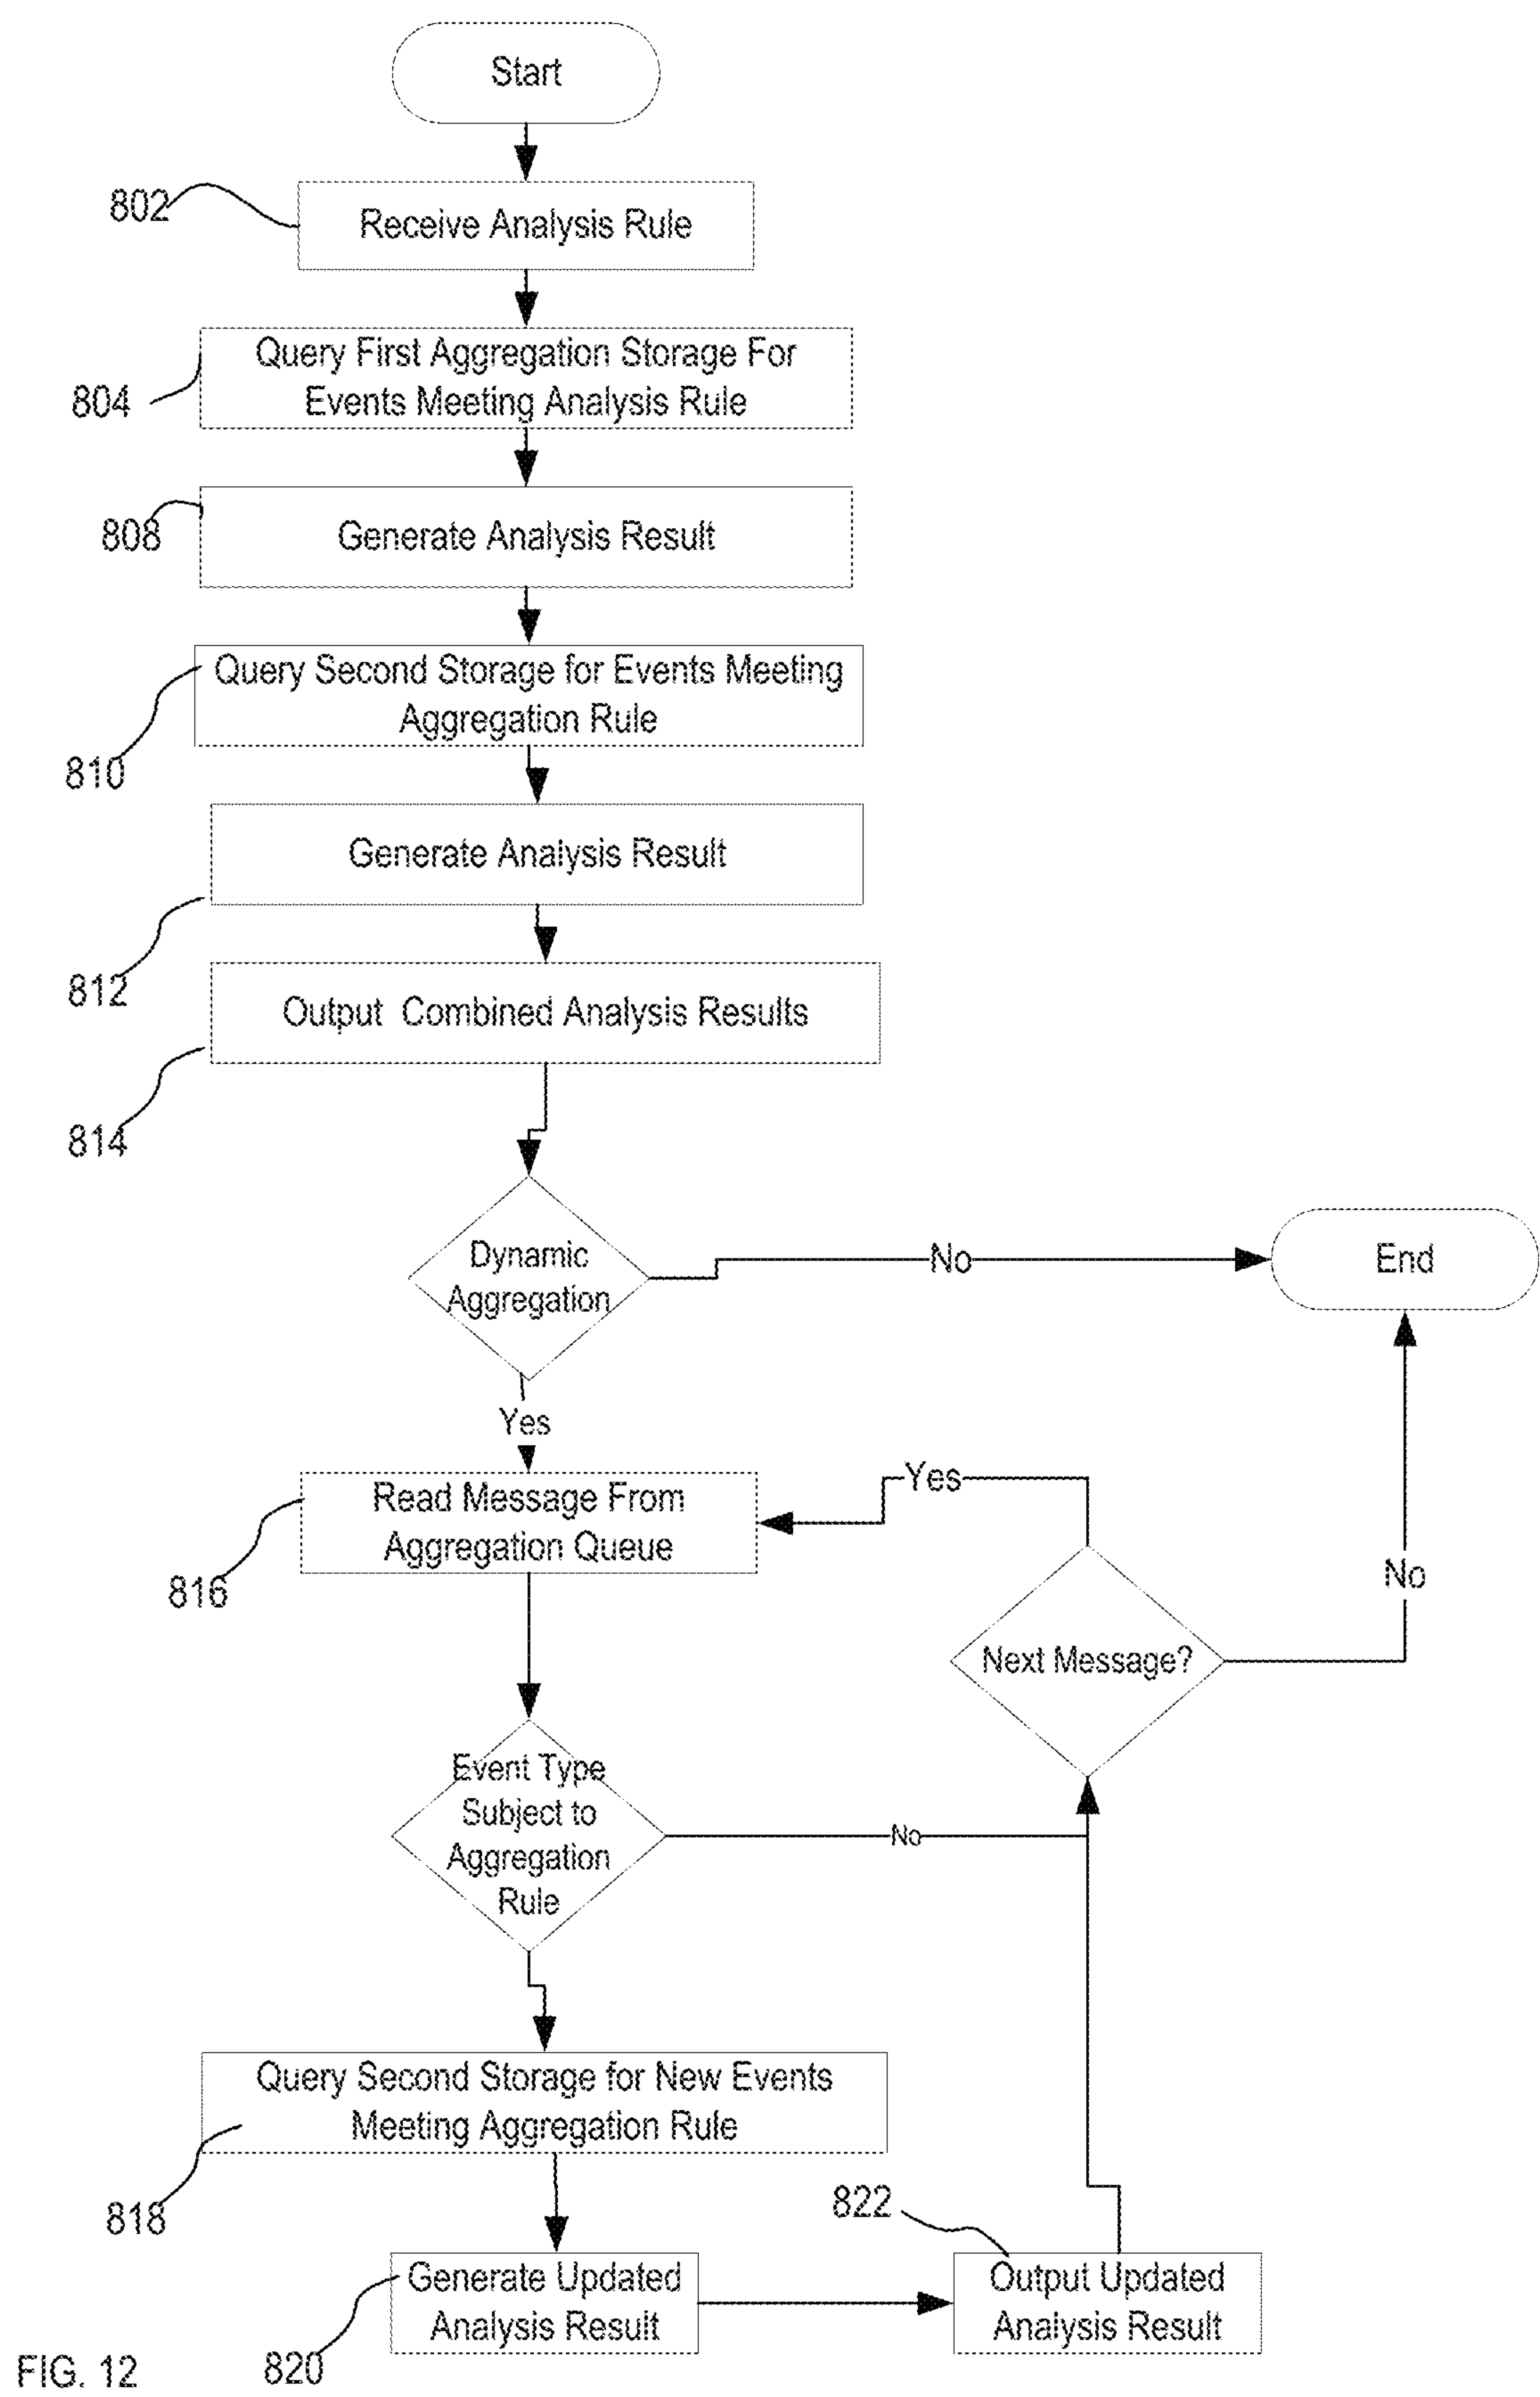 Start
802
Receive Analysis Rule
804
Query First Aggregation Storage For
Events Meeting Analysis Rule
808
Generate Analysis Result
810
Query Second Storage for Events Meeting
Aggregation Rule
812
Generate Analysis Result
814
Output Combined Analysis Results
Dynamic
Aggregation
No
End
Yes
816
Read Message From
Aggregation Queue
Yes
Next Message?
No
Event Type
Subject to
Aggregation
Rule
No
818
Query Second Storage for New Events
Meeting Aggregation Rule
820
Generate Updated
Analysis Result
822
Output Updated
Analysis Result
FIG. 12